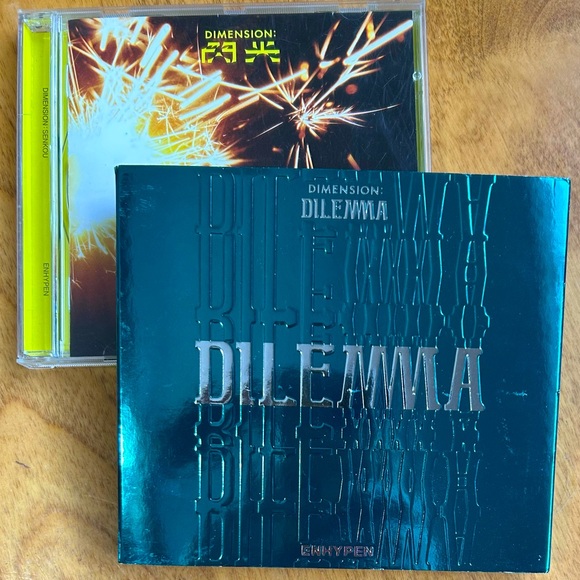 DIMENSION:
閃光
DIMENSION : SENKOU
ENHYPEN
DIMENSION:
DILEMMA
DILEMMA
ENHYPEN